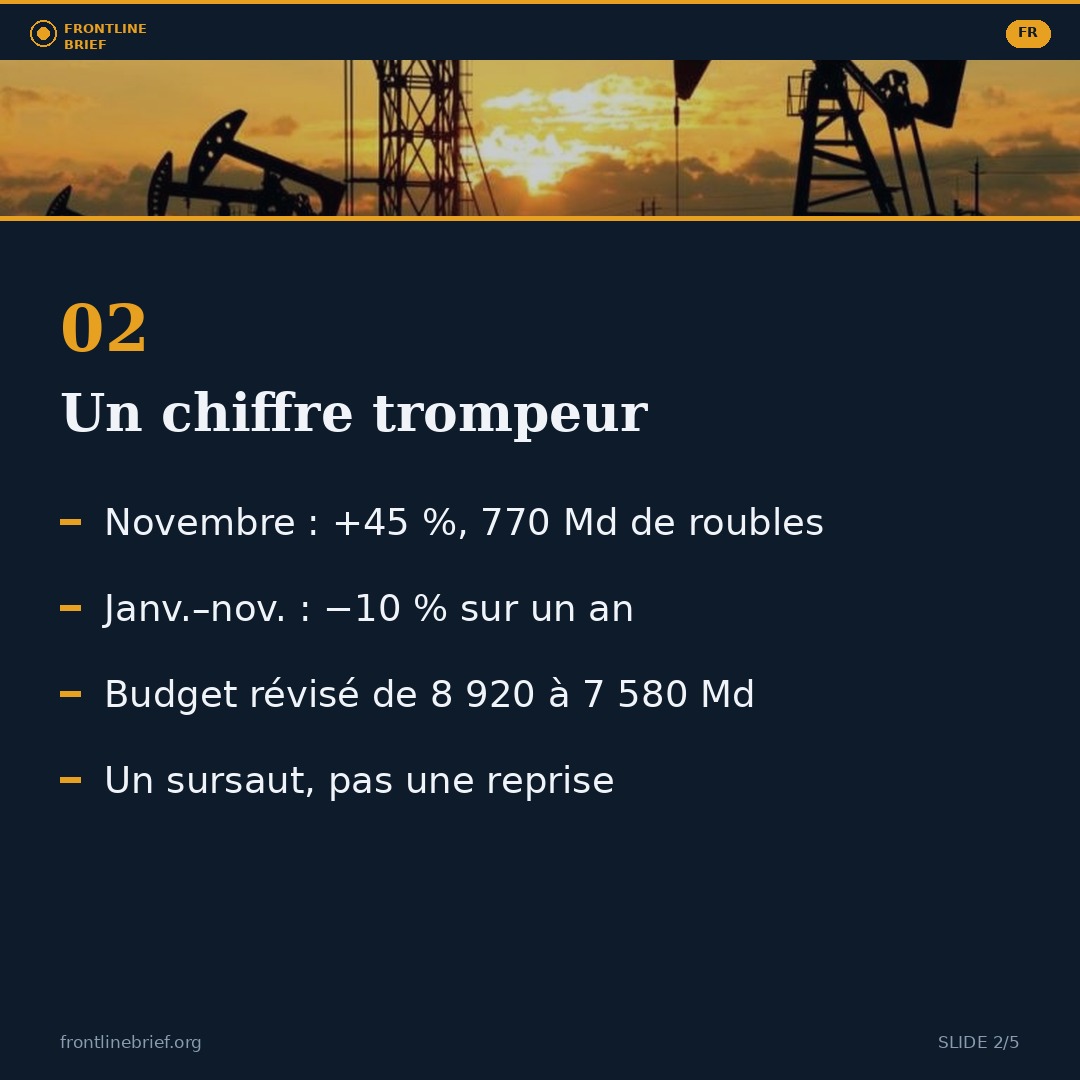 FRONTLINE
BRIEF
FR
02
Un chiffre trompeur
Novembre : +45 %, 770 Md de roubles
Janv.–nov. : −10 % sur un an
Budget révisé de 8 920 à 7 580 Md
Un sursaut, pas une reprise
frontlinebrief.org
SLIDE 2/5